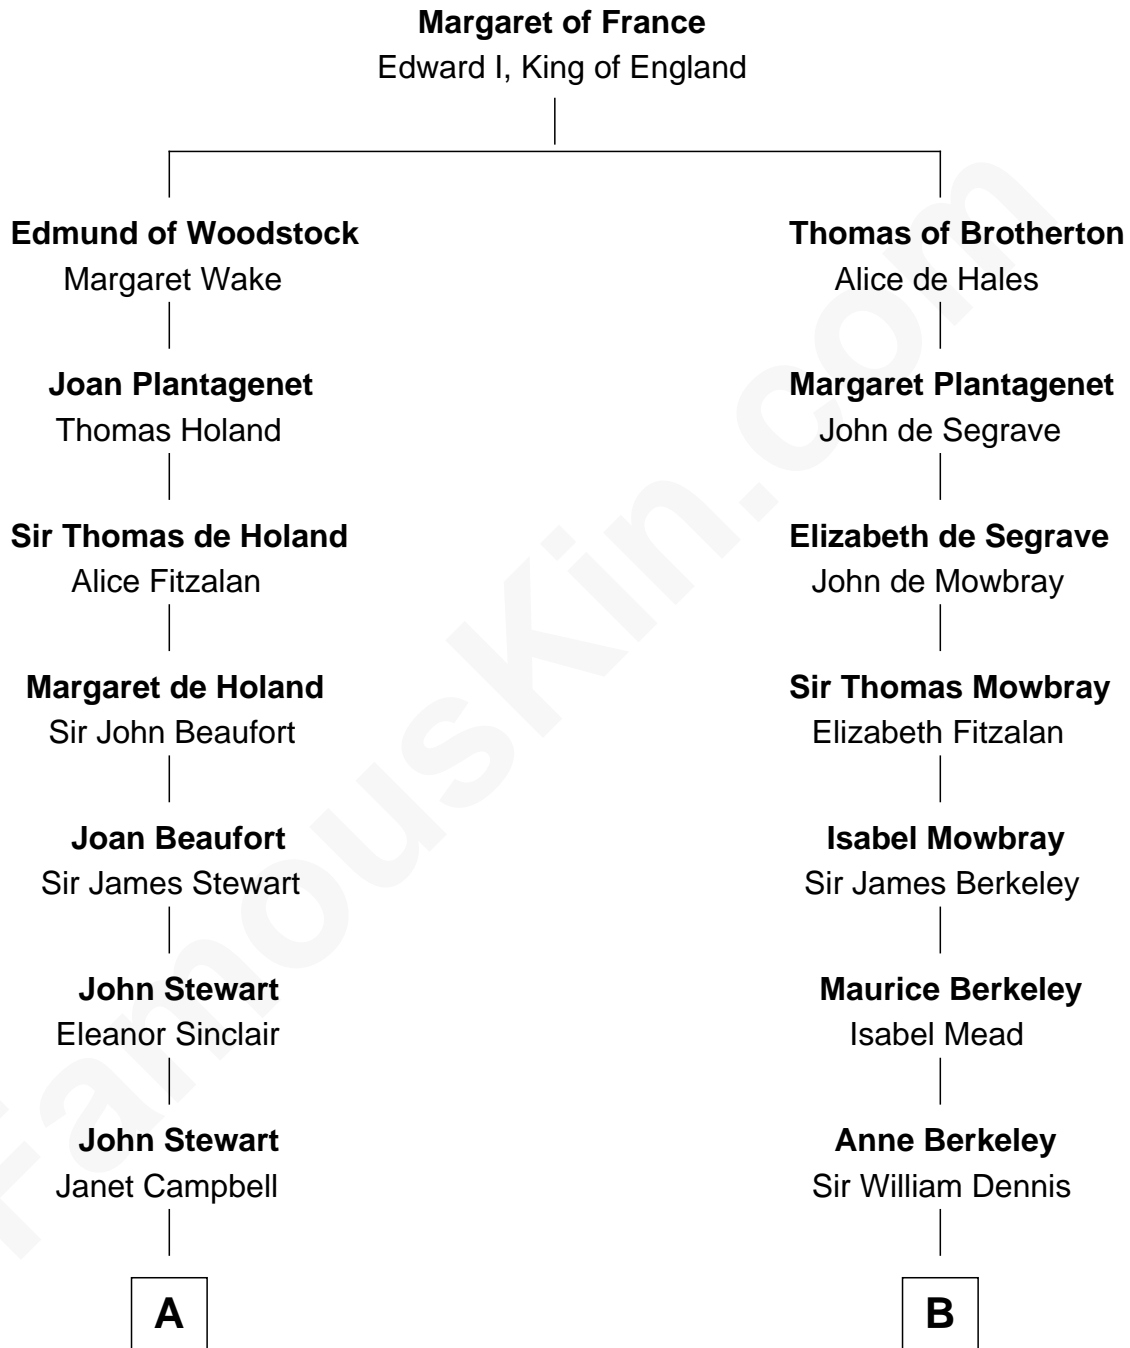 Margaret of France
Edward I, King of England
Edmund of Woodstock
Margaret Wake
Joan Plantagenet
Thomas Holand
Sir Thomas de Holand
Alice Fitzalan
Margaret de Holand
Sir John Beaufort
Joan Beaufort
Sir James Stewart
John Stewart
Eleanor Sinclair
John Stewart
Janet Campbell
A
Thomas of Brotherton
Alice de Hales
Margaret Plantagenet
John de Segrave
Elizabeth de Segrave
John de Mowbray
Sir Thomas Mowbray
Elizabeth Fitzalan
Isabel Mowbray
Sir James Berkeley
Maurice Berkeley
Isabel Mead
Anne Berkeley
Sir William Dennis
B
FamousKin.com